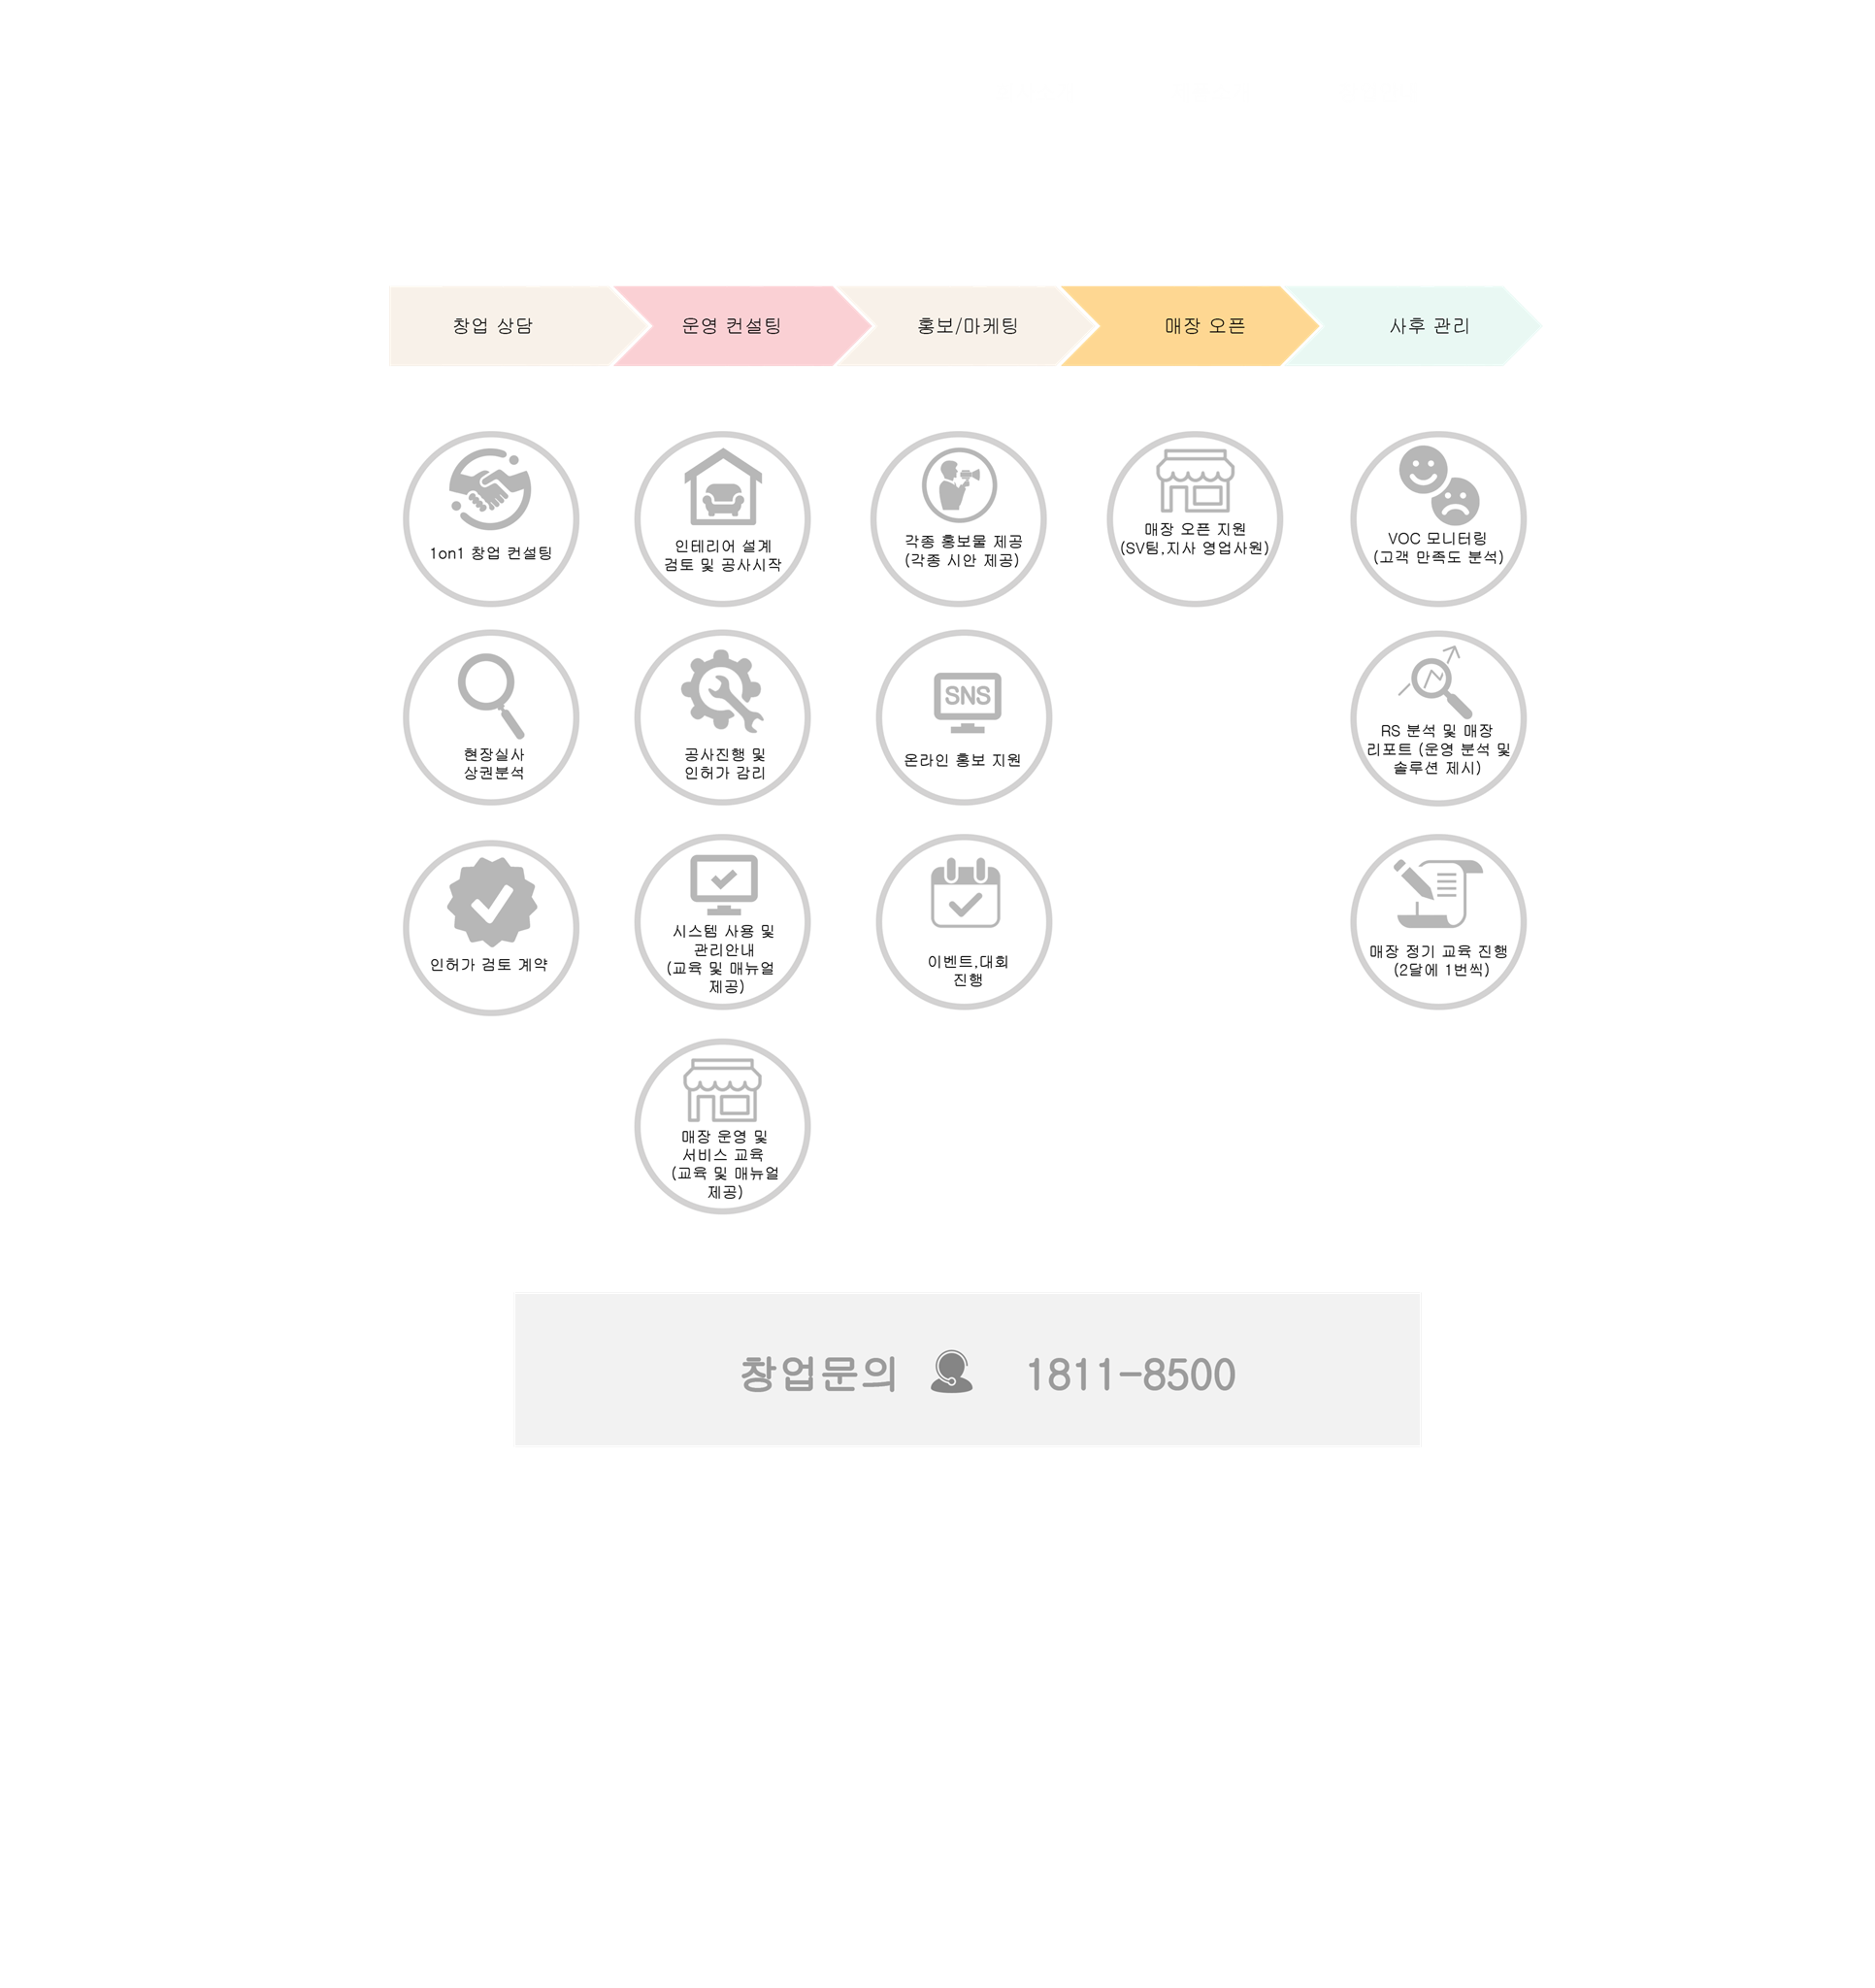 창업 상담
운영 컨설팅
홍보/마케팅
매장 오픈
사후 관리
1on1 창업 컨설팅
인테리어 설계
검토 및 공사시작
각종 홍보물 제공
(각종 시안 제공)
매장 오픈 지원
(SV팀,지사 영업사원)
VOC 모니터링
(고객 만족도 분석)
현장실사
상권분석
공사진행 및
인허가 감리
SNS
온라인 홍보 지원
RS 분석 및 매장
리포트 (운영 분석 및
솔루션 제시)
인허가 검토 계약
시스템 사용 및
관리안내
(교육 및 매뉴얼
제공)
이벤트,대회
진행
매장 정기 교육 진행
(2달에 1번씩)
매장 운영 및
서비스 교육
(교육 및 매뉴얼
제공)
창업문의 1811-8500